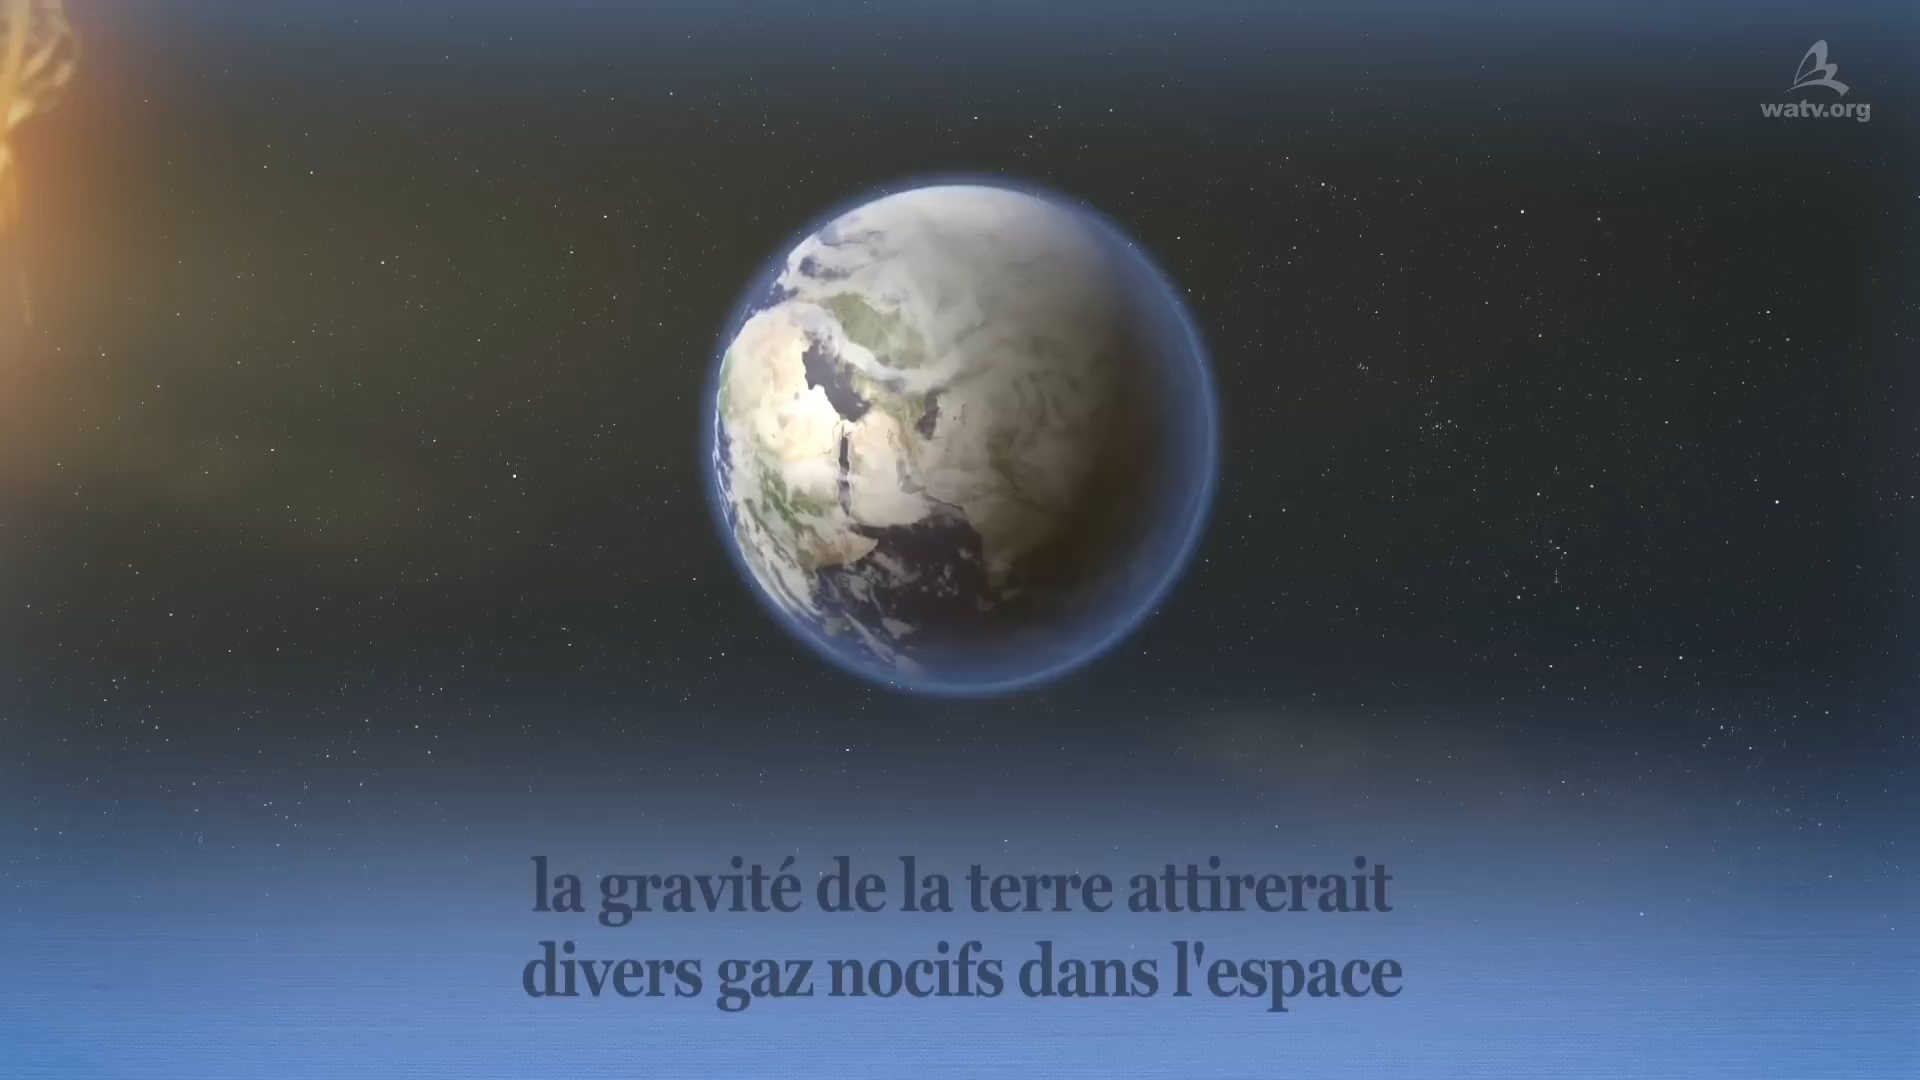 watv.org
la gravité de la terre attirerait
divers gaz nocifs dans l'espace